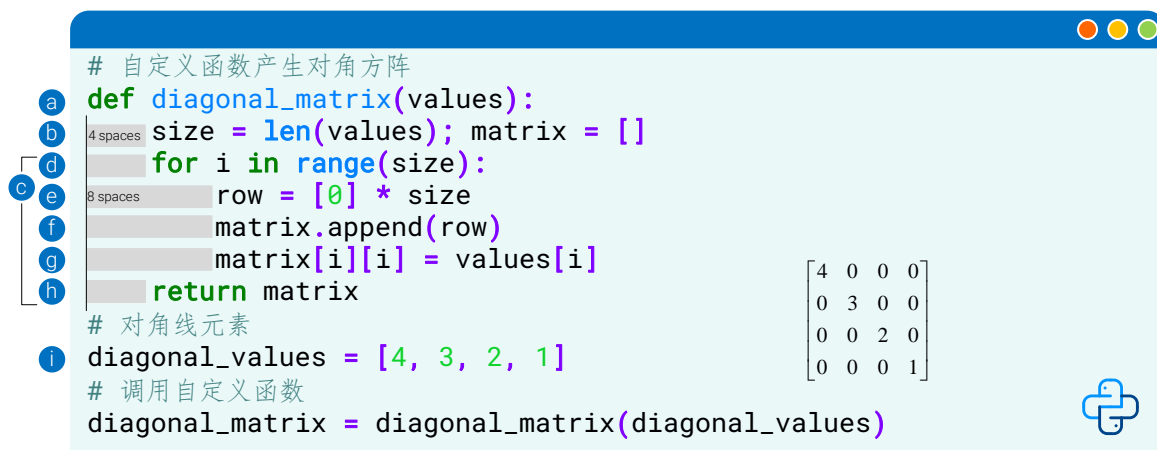 # 自定义函数产生对角方阵
a def diagonal_matrix(values):
b 4 spaces size = len(values); matrix = []
d for i in range(size):
c
e 8 spaces row = [0] * size
f matrix.append(row)
g matrix[i][i] = values[i]
h return matrix
4 0 0 0
0 3 0 0
0 0 2 0
0 0 0 1
# 对角线元素
i diagonal_values = [4, 3, 2, 1]
# 调用自定义函数
diagonal_matrix = diagonal_matrix(diagonal_values)